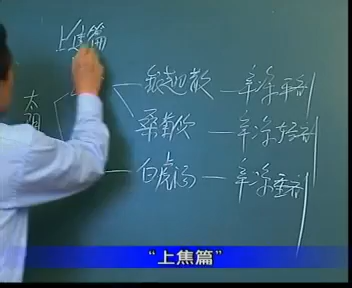 上焦篇
银翘散 — 辛凉平剂
太阴
桑菊饮 — 辛凉轻剂
白虎汤 — 辛凉重剂
“上焦篇”